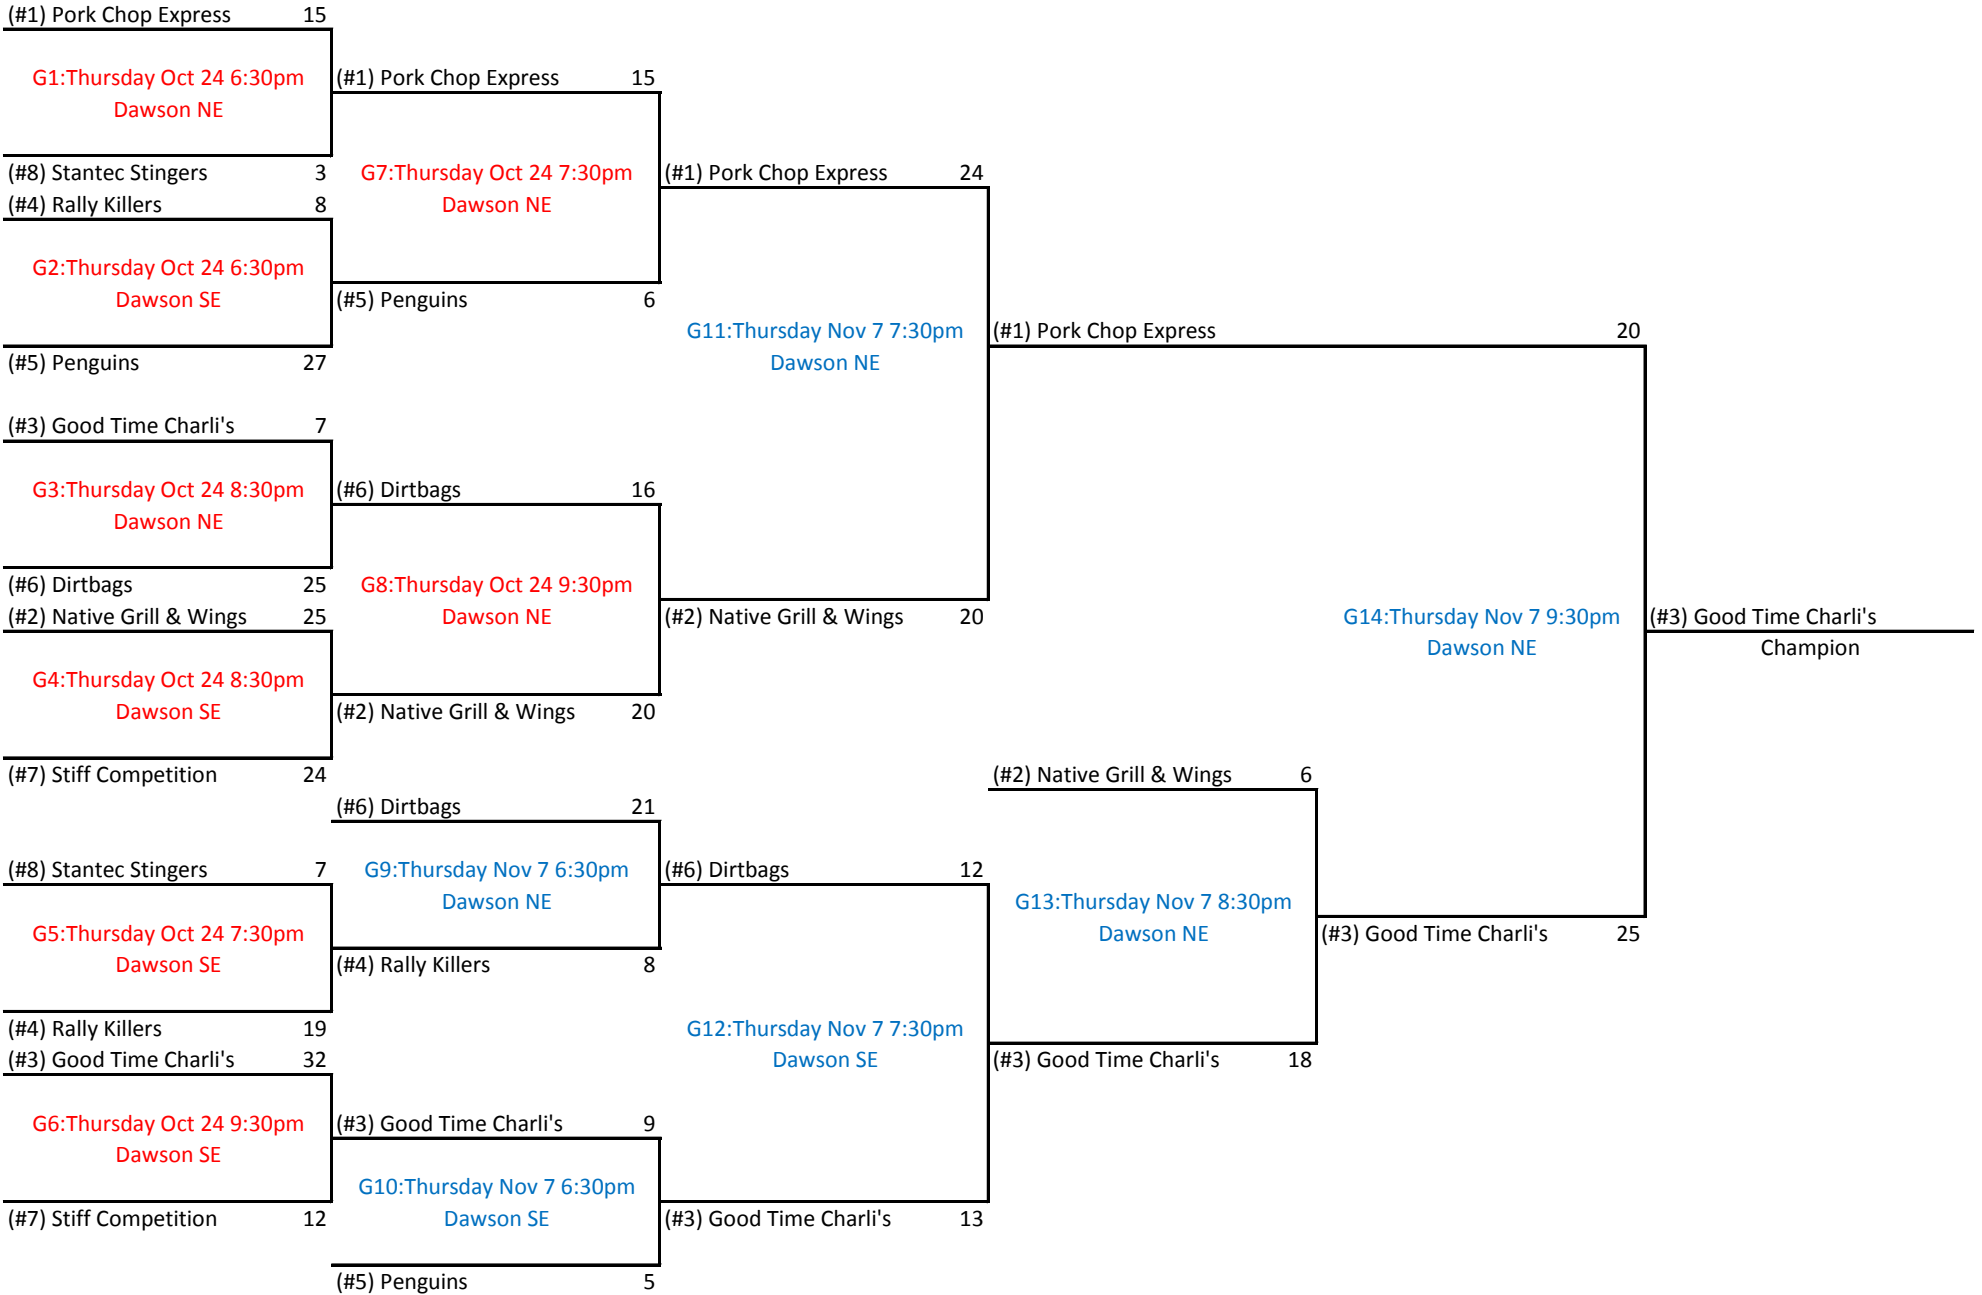 (#1) Pork Chop Express 15
G1:Thursday Oct 24 6:30pm
Dawson NE
(#8) Stantec Stingers 3
(#4) Rally Killers 8
G2:Thursday Oct 24 6:30pm
Dawson SE
(#5) Penguins 27
(#3) Good Time Charli's 7
G3:Thursday Oct 24 8:30pm
Dawson NE
(#6) Dirtbags 25
(#2) Native Grill & Wings 25
G4:Thursday Oct 24 8:30pm
Dawson SE
(#7) Stiff Competition 24
(#8) Stantec Stingers 7
G5:Thursday Oct 24 7:30pm
Dawson SE
(#4) Rally Killers 19
(#3) Good Time Charli's 32
G6:Thursday Oct 24 9:30pm
Dawson SE
(#7) Stiff Competition 12
(#1) Pork Chop Express 15
G7:Thursday Oct 24 7:30pm
Dawson NE
(#5) Penguins 6
(#6) Dirtbags 16
G8:Thursday Oct 24 9:30pm
Dawson NE
(#2) Native Grill & Wings 20
(#6) Dirtbags 21
G9:Thursday Nov 7 6:30pm
Dawson NE
(#4) Rally Killers 8
(#3) Good Time Charli's 9
G10:Thursday Nov 7 6:30pm
Dawson SE
(#5) Penguins 5
(#1) Pork Chop Express 24
G11:Thursday Nov 7 7:30pm
Dawson NE
(#2) Native Grill & Wings 20
(#6) Dirtbags 12
G12:Thursday Nov 7 7:30pm
Dawson SE
(#3) Good Time Charli's 13
(#2) Native Grill & Wings 6
G13:Thursday Nov 7 8:30pm
Dawson NE
(#3) Good Time Charli's 18
(#1) Pork Chop Express 20
G14:Thursday Nov 7 9:30pm
Dawson NE
(#3) Good Time Charli's 25
(#3) Good Time Charli's
Champion